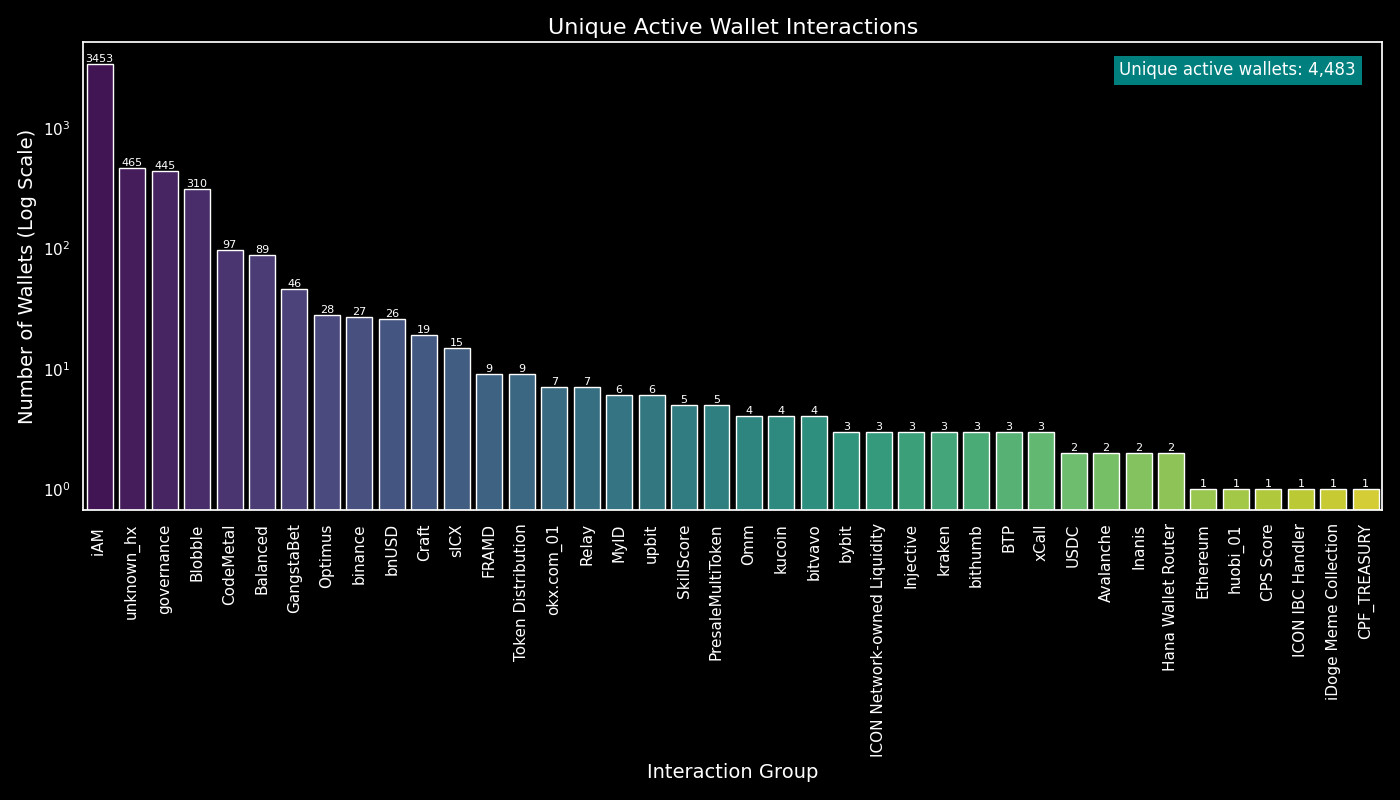 Unique Active Wallet Interactions
Unique active wallets: 4,483
Number of Wallets (Log Scale)
10³
10²
10¹
10⁰
3453
465
445
310
97
89
46
28
27
26
19
15
9
9
7
7
6
6
5
5
4
4
4
3
3
3
3
3
3
3
2
2
2
2
1
1
1
1
1
1
iAM
unknown_hx
governance
Blobble
CodeMetal
Balanced
GangstaBet
Optimus
binance
bnUSD
Craft
sICX
FRAMD
Token Distribution
okx.com_01
Relay
MyID
upbit
SkillScore
PresaleMultiToken
Omm
kucoin
bitvavo
bybit
ICON Network-owned Liquidity
Injective
kraken
bithumb
BTP
xCall
USDC
Avalanche
Inanis
Hana Wallet Router
Ethereum
huobi_01
CPS Score
ICON IBC Handler
iDoge Meme Collection
CPF_TREASURY
Interaction Group